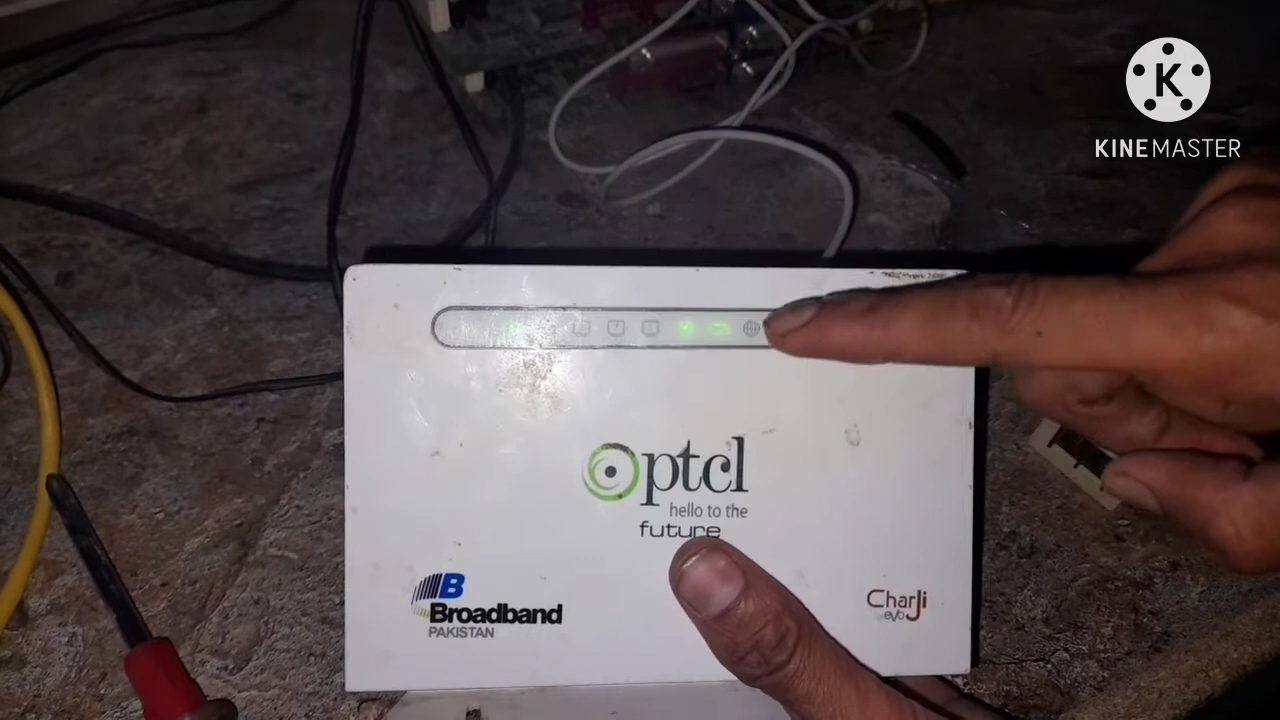 K
KINEMASTER
ptcl
hello to the
future
B
Broadband
PAKISTAN
CharJi
evo